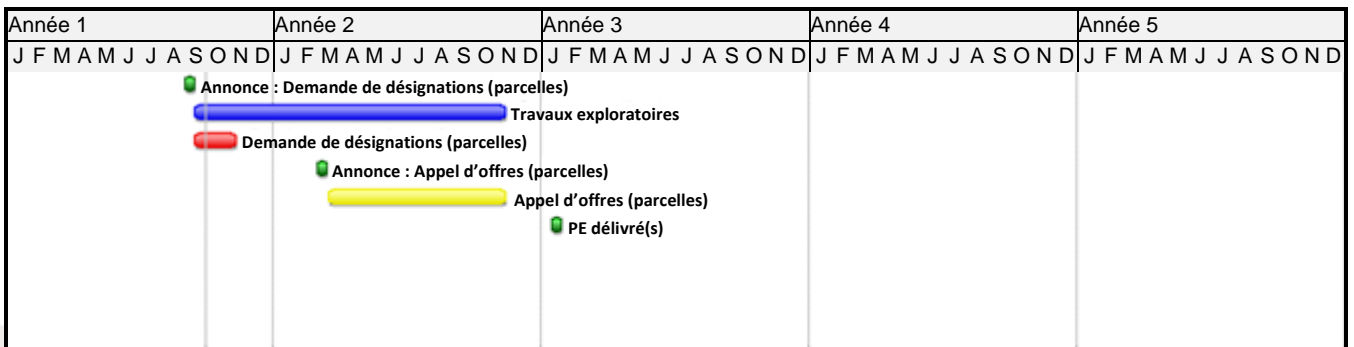 Année 1 Année 2 Année 3 Année 4 Année 5
J F M A M J J A S O N D J F M A M J J A S O N D J F M A M J J A S O N D J F M A M J J A S O N D J F M A M J J A S O N D
Annonce : Demande de désignations (parcelles)
Travaux exploratoires
Demande de désignations (parcelles)
Annonce : Appel d’offres (parcelles)
Appel d’offres (parcelles)
PE délivré(s)